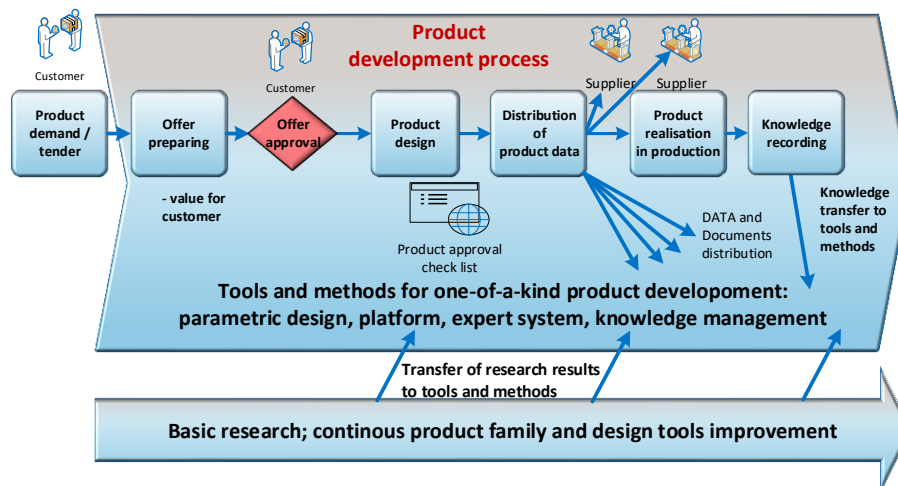 Product
development process
Customer
Customer
Supplier
Supplier
Product
demand /
tender
Offer
preparing
Offer
approval
Product
design
Distribution
of
product data
Product
realisation
in production
Knowledge
recording
- value for
customer
Product approval
check list
DATA and
Documents
distribution
Knowledge
transfer to
tools and
methods
Tools and methods for one-of-a-kind product developoment:
parametric design, platform, expert system, knowledge management
Transfer of research results
to tools and methods
Basic research; continous product family and design tools improvement